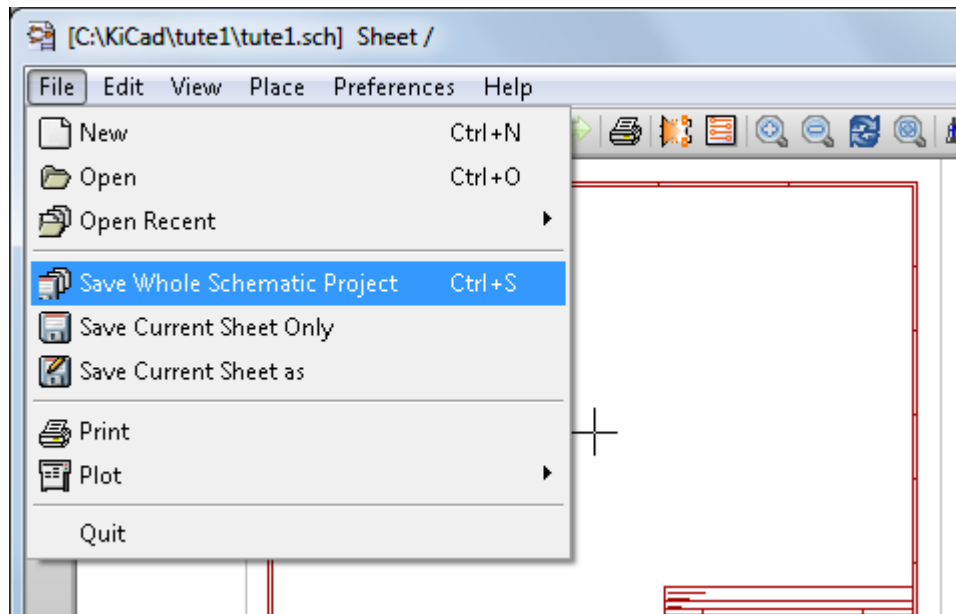 [C:\KiCad\tute1\tute1.sch] Sheet /
File Edit View Place Preferences Help
New Ctrl+N
Open Ctrl+O
Open Recent
Save Whole Schematic Project Ctrl+S
Save Current Sheet Only
Save Current Sheet as
Print
Plot
Quit